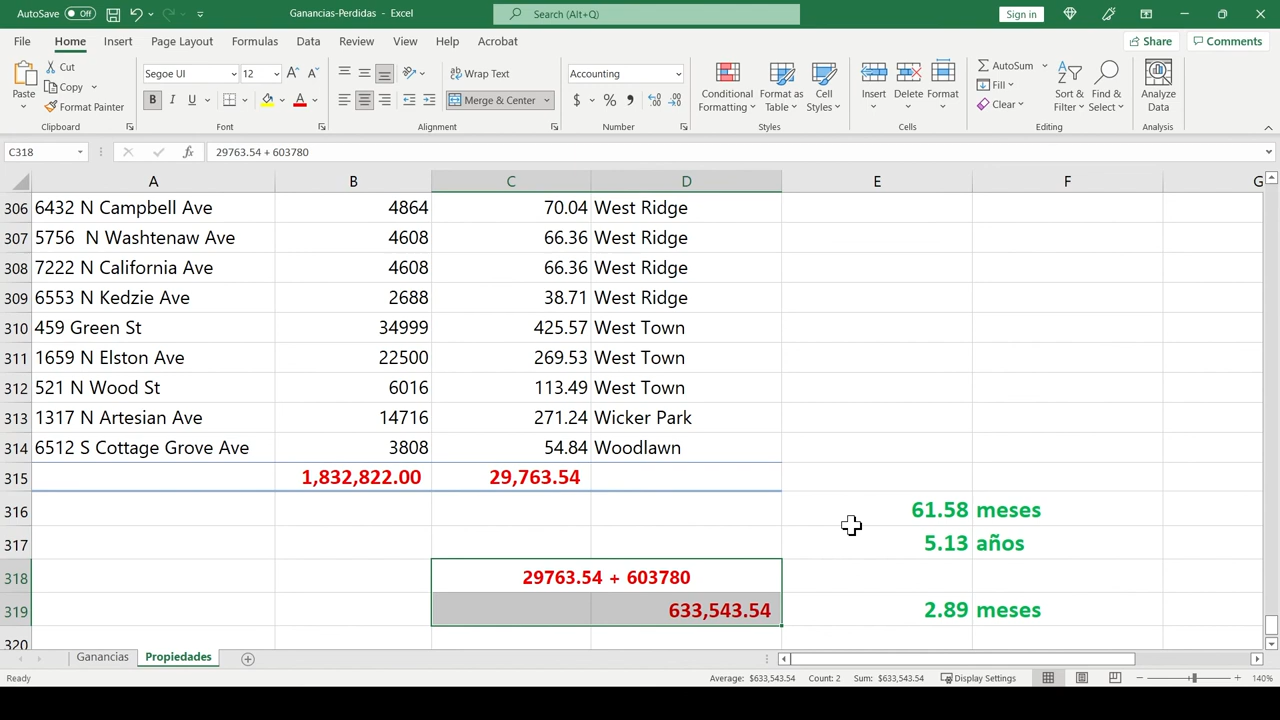 AutoSave Off Ganancias-Perdidas - Excel Search (Alt+Q) Sign in
File Home Insert Page Layout Formulas Data Review View Help Acrobat Share Comments
Paste Cut Copy Format Painter Clipboard
Segoe UI 12 B I U A Font
Wrap Text Merge & Center Alignment
Accounting $ % , Number
Conditional Formatting Format as Table Cell Styles Styles
Insert Delete Format Cells
AutoSum Fill Clear Sort & Filter Find & Select Editing
Analyze Data Analysis
C318 fx 29763.54 + 603780
A B C D E F G
306 6432 N Campbell Ave 4864 70.04 West Ridge
307 5756 N Washtenaw Ave 4608 66.36 West Ridge
308 7222 N California Ave 4608 66.36 West Ridge
309 6553 N Kedzie Ave 2688 38.71 West Ridge
310 459 Green St 34999 425.57 West Town
311 1659 N Elston Ave 22500 269.53 West Town
312 521 N Wood St 6016 113.49 West Town
313 1317 N Artesian Ave 14716 271.24 Wicker Park
314 6512 S Cottage Grove Ave 3808 54.84 Woodlawn
315 1,832,822.00 29,763.54
316 61.58 meses
317 5.13 años
318 29763.54 + 603780
319 633,543.54 2.89 meses
320
Ganancias Propiedades
Ready Average: $633,543.54 Count: 2 Sum: $633,543.54 Display Settings 140%